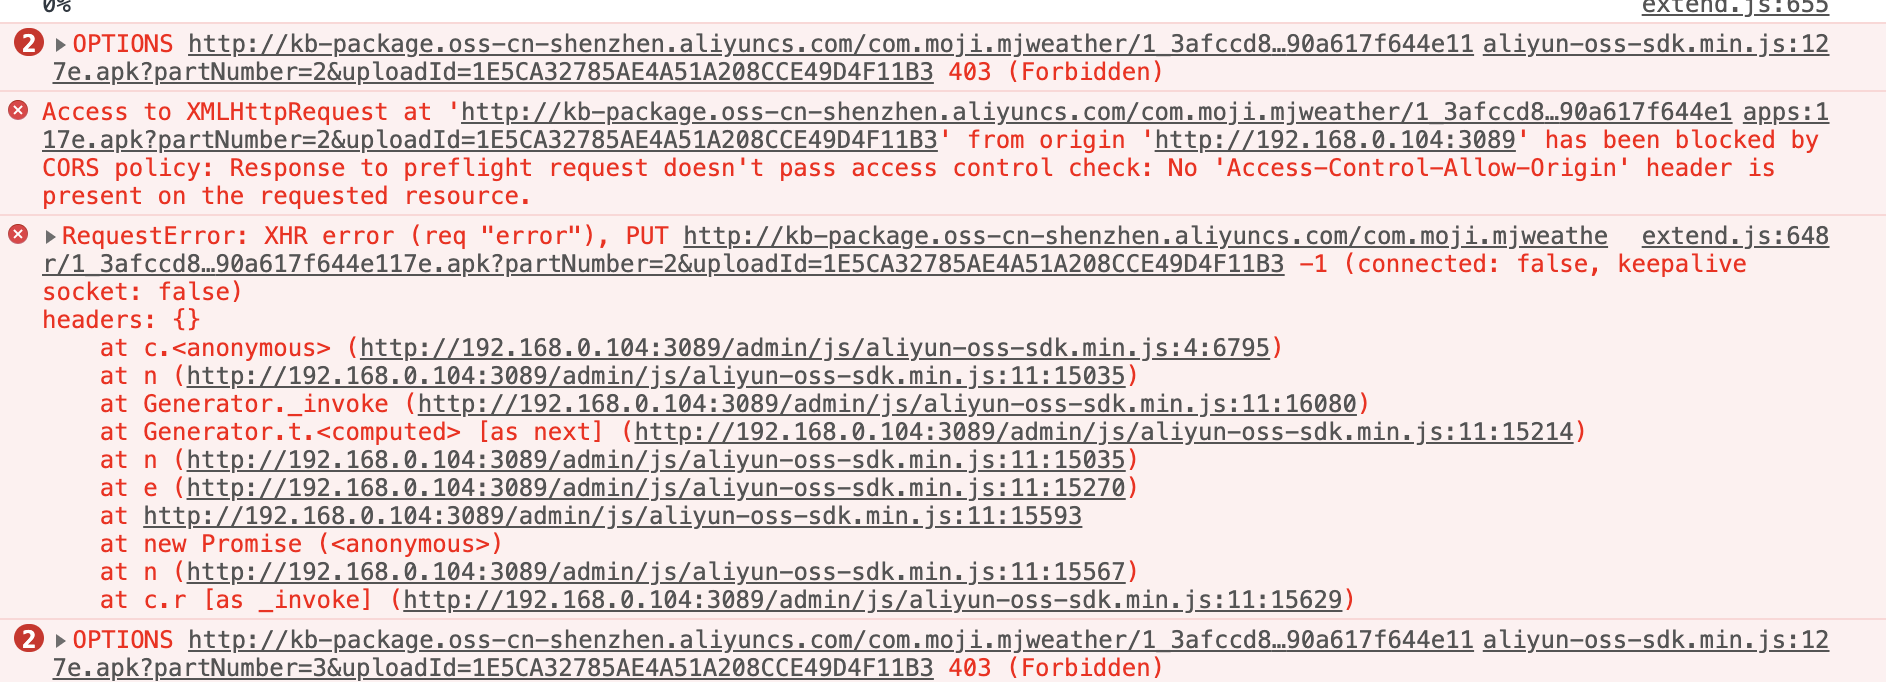 0%
extend.js:655
2 ▶OPTIONS http://kb-package.oss-cn-shenzhen.aliyuncs.com/com.moji.mjweather/1_3afccd8…90a617f644e11 aliyun-oss-sdk.min.js:12
7e.apk?partNumber=2&uploadId=1E5CA32785AE4A51A208CCE49D4F11B3 403 (Forbidden)
Access to XMLHttpRequest at 'http://kb-package.oss-cn-shenzhen.aliyuncs.com/com.moji.mjweather/1_3afccd8…90a617f644e1 apps:1
17e.apk?partNumber=2&uploadId=1E5CA32785AE4A51A208CCE49D4F11B3' from origin 'http://192.168.0.104:3089' has been blocked by
CORS policy: Response to preflight request doesn't pass access control check: No 'Access-Control-Allow-Origin' header is
present on the requested resource.
▶RequestError: XHR error (req "error"), PUT http://kb-package.oss-cn-shenzhen.aliyuncs.com/com.moji.mjweathe extend.js:648
r/1_3afccd8…90a617f644e117e.apk?partNumber=2&uploadId=1E5CA32785AE4A51A208CCE49D4F11B3 -1 (connected: false, keepalive
socket: false)
headers: {}
at c.<anonymous> (http://192.168.0.104:3089/admin/js/aliyun-oss-sdk.min.js:4:6795)
at n (http://192.168.0.104:3089/admin/js/aliyun-oss-sdk.min.js:11:15035)
at Generator._invoke (http://192.168.0.104:3089/admin/js/aliyun-oss-sdk.min.js:11:16080)
at Generator.t.<computed> [as next] (http://192.168.0.104:3089/admin/js/aliyun-oss-sdk.min.js:11:15214)
at n (http://192.168.0.104:3089/admin/js/aliyun-oss-sdk.min.js:11:15035)
at e (http://192.168.0.104:3089/admin/js/aliyun-oss-sdk.min.js:11:15270)
at http://192.168.0.104:3089/admin/js/aliyun-oss-sdk.min.js:11:15593
at new Promise (<anonymous>)
at n (http://192.168.0.104:3089/admin/js/aliyun-oss-sdk.min.js:11:15567)
at c.r [as _invoke] (http://192.168.0.104:3089/admin/js/aliyun-oss-sdk.min.js:11:15629)
2 ▶OPTIONS http://kb-package.oss-cn-shenzhen.aliyuncs.com/com.moji.mjweather/1_3afccd8…90a617f644e11 aliyun-oss-sdk.min.js:12
7e.apk?partNumber=3&uploadId=1E5CA32785AE4A51A208CCE49D4F11B3 403 (Forbidden)